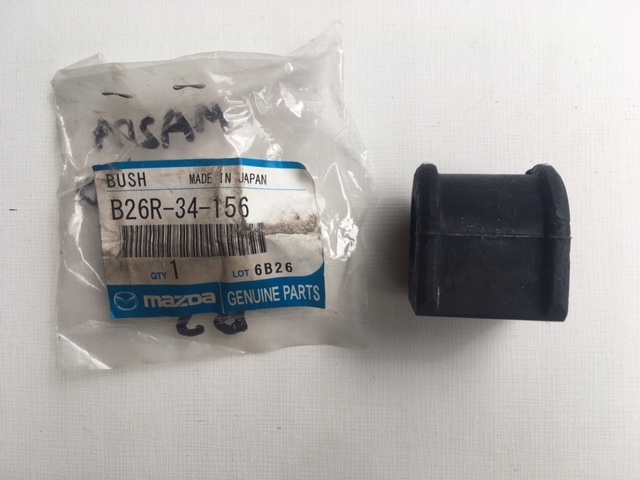 BUSH MADE IN JAPAN
B26R-34-156
QTY 1 LOT 6B26
mazda GENUINE PARTS